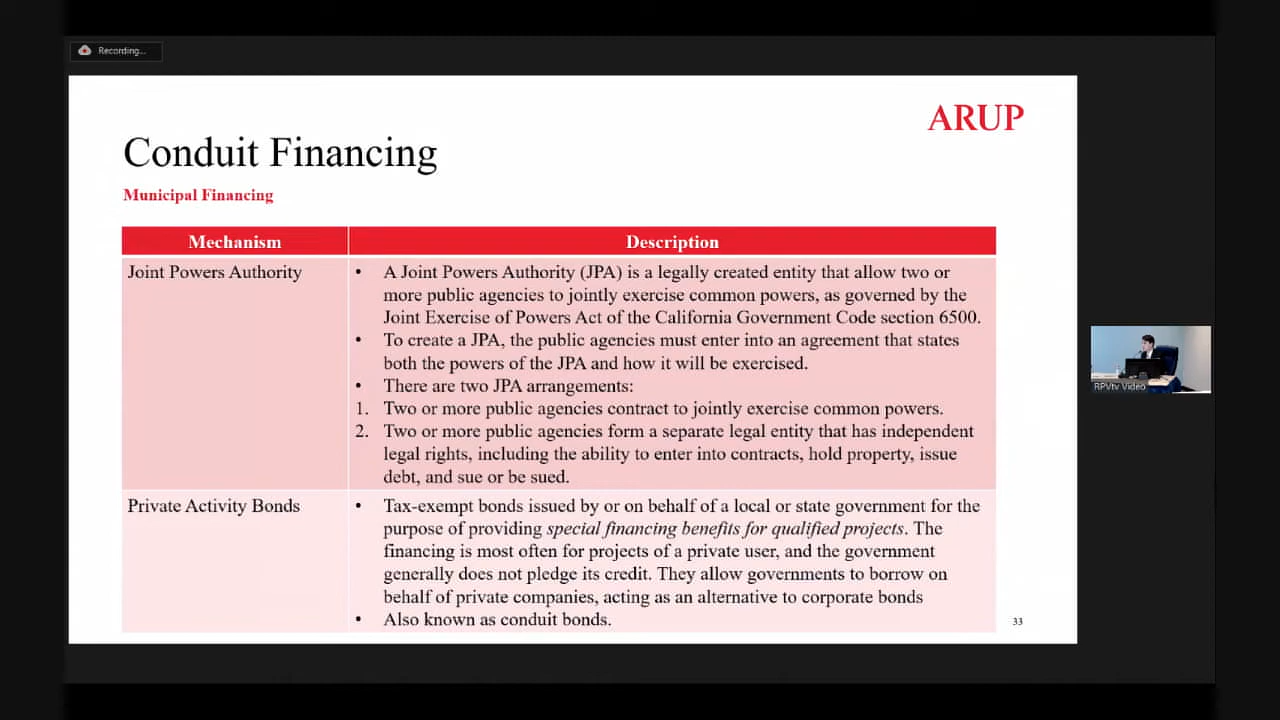 Recording...
ARUP
Conduit Financing
Municipal Financing
Mechanism
Description
Joint Powers Authority
• A Joint Powers Authority (JPA) is a legally created entity that allow two or
more public agencies to jointly exercise common powers, as governed by the
Joint Exercise of Powers Act of the California Government Code section 6500.
• To create a JPA, the public agencies must enter into an agreement that states
both the powers of the JPA and how it will be exercised.
• There are two JPA arrangements:
1. Two or more public agencies contract to jointly exercise common powers.
2. Two or more public agencies form a separate legal entity that has independent
legal rights, including the ability to enter into contracts, hold property, issue
debt, and sue or be sued.
Private Activity Bonds
• Tax-exempt bonds issued by or on behalf of a local or state government for the
purpose of providing special financing benefits for qualified projects. The
financing is most often for projects of a private user, and the government
generally does not pledge its credit. They allow governments to borrow on
behalf of private companies, acting as an alternative to corporate bonds
• Also known as conduit bonds.
33
RPVtv Video